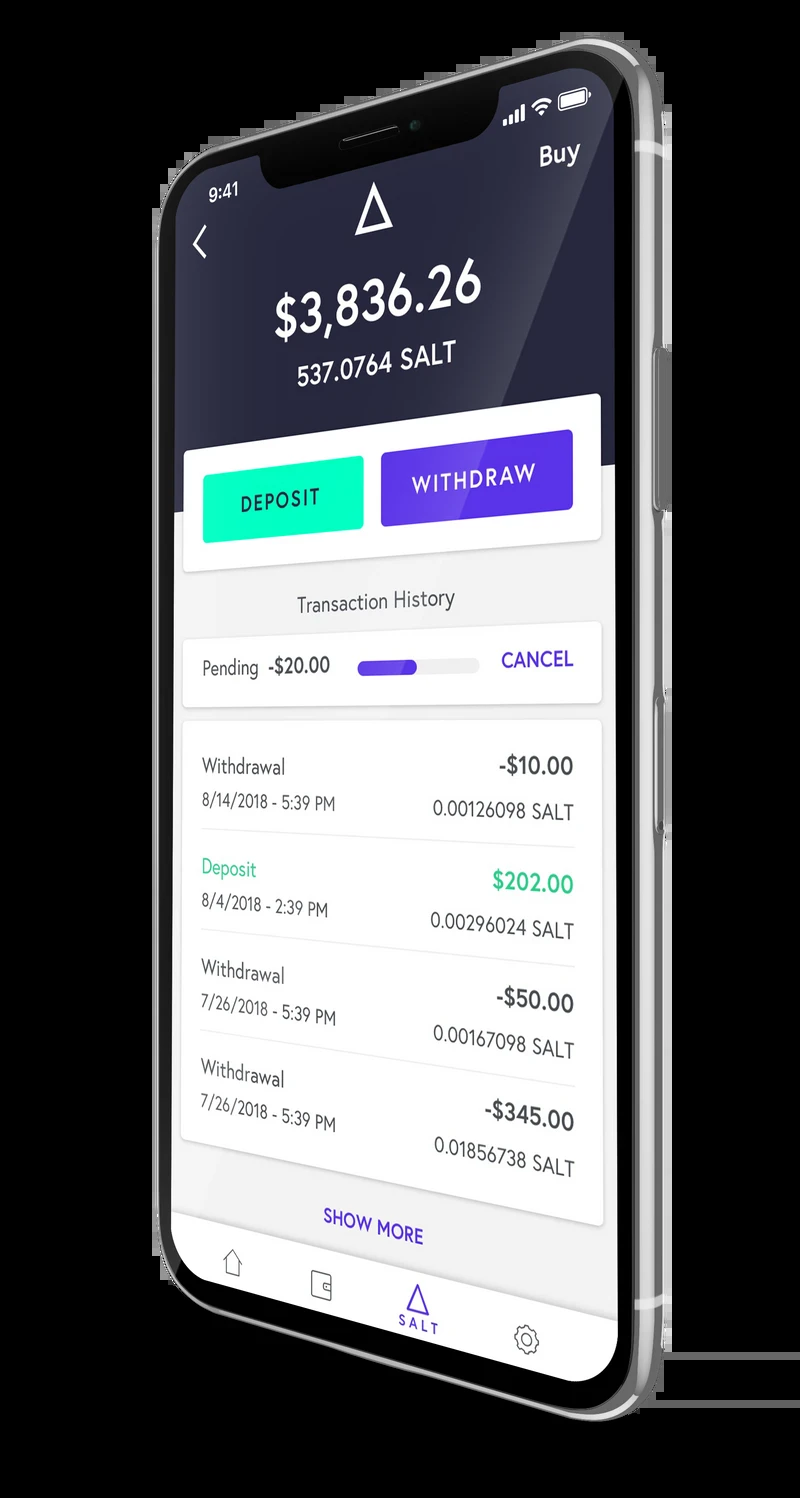 9:41
Buy
$3,836.26
537.0764 SALT
DEPOSIT
WITHDRAW
Transaction History
Pending -$20.00 CANCEL
Withdrawal -$10.00
8/14/2018 - 5:39 PM 0.00126098 SALT
Deposit $202.00
8/4/2018 - 2:39 PM 0.00296024 SALT
Withdrawal -$50.00
7/26/2018 - 5:39 PM 0.00167098 SALT
Withdrawal -$345.00
7/26/2018 - 5:39 PM 0.01856738 SALT
SHOW MORE
SALT